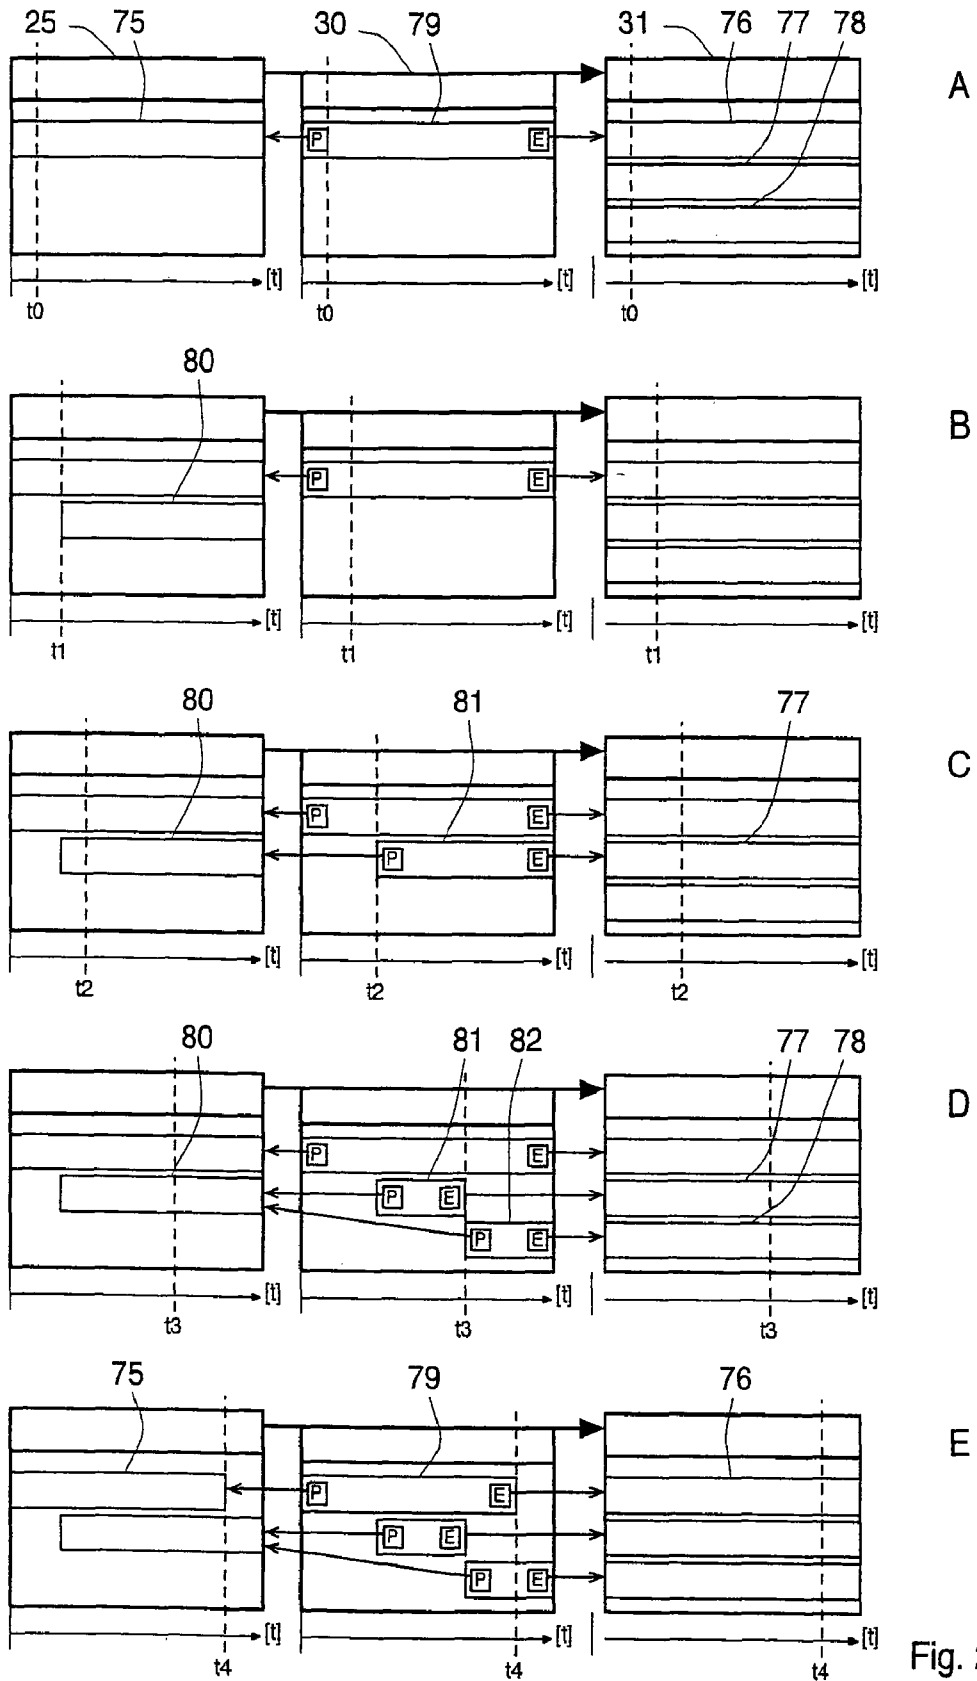 25 75 30 79 31 76 77 78
A
P E
[t] [t] [t]
t0 t0 t0
80
B
P E
[t] [t] [t]
t1 t1 t1
80 81 77
C
P E
P E
[t] [t] [t]
t2 t2 t2
80 81 82 77 78
D
P E
P E
P E
[t] [t] [t]
t3 t3 t3
75 79 76
E
P E
P E
P E
[t] [t] [t]
t4 t4 t4
Fig.